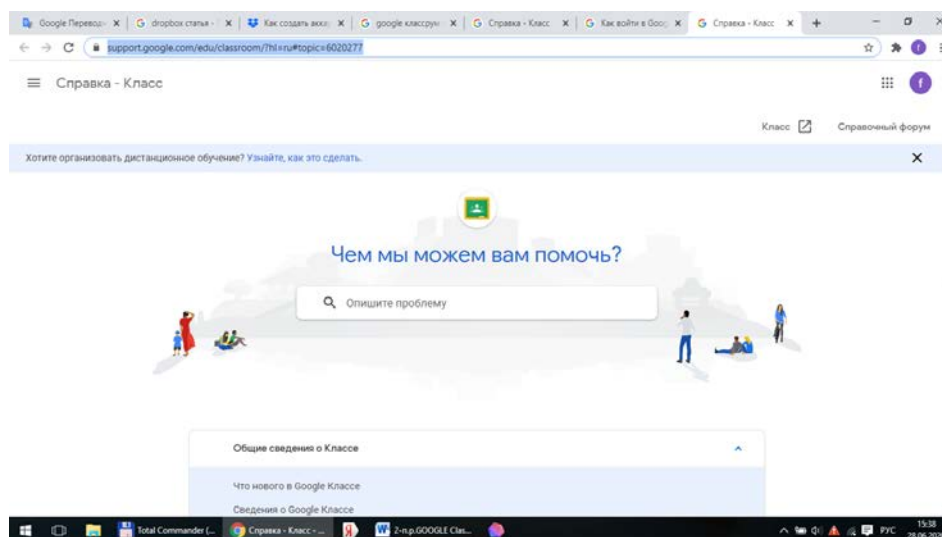 Google Перевод
dropbox статья -
Как создать акка
google классрум
Справка - Класс
Как войти в Goog
Справка - Класс
support.google.com/edu/classroom/?hl=ru#topic=6020277
Справка - Класс
f
Класс
Справочный форум
Хотите организовать дистанционное обучение? Узнайте, как это сделать.
Чем мы можем вам помочь?
Опишите проблему
Общие сведения о Классе
Что нового в Google Классе
Сведения о Google Классе
Total Commander (...
Справка - Класс - ...
2-п.р.GOOGLE Clas...
РУС
15:38